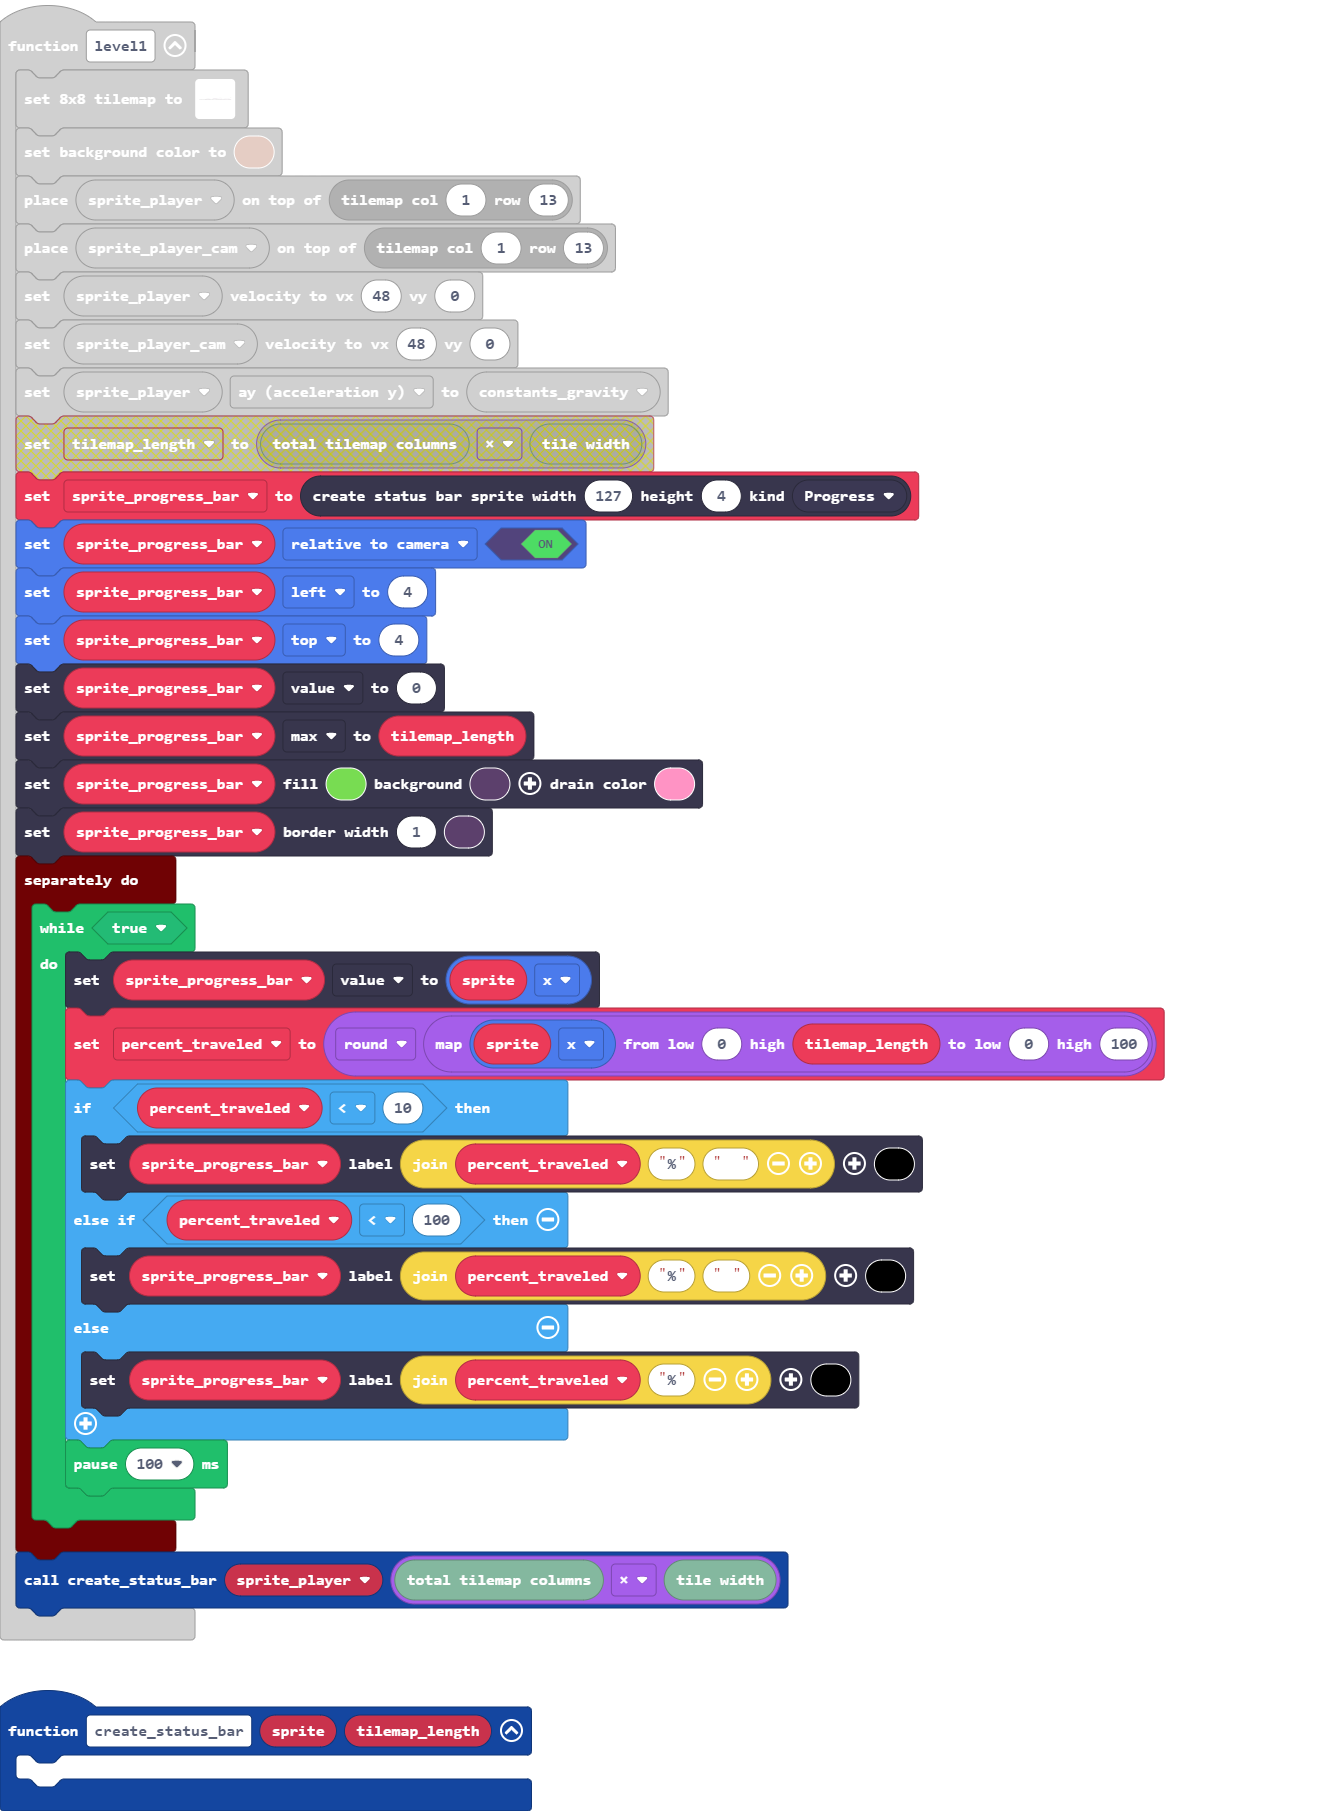 function level1
set 8x8 tilemap to
set background color to
place sprite_player on top of tilemap col 1 row 13
place sprite_player_cam on top of tilemap col 1 row 13
set sprite_player velocity to vx 48 vy 0
set sprite_player_cam velocity to vx 48 vy 0
set sprite_player ay (acceleration y) to constants_gravity
set tilemap_length to total tilemap columns × tile width
set sprite_progress_bar to create status bar sprite width 127 height 4 kind Progress
set sprite_progress_bar relative to camera ON
set sprite_progress_bar left to 4
set sprite_progress_bar top to 4
set sprite_progress_bar value to 0
set sprite_progress_bar max to tilemap_length
set sprite_progress_bar fill background drain color
set sprite_progress_bar border width 1
separately do
while true
do
set sprite_progress_bar value to sprite x
set percent_traveled to round map sprite x from low 0 high tilemap_length to low 0 high 100
if percent_traveled < 10 then
set sprite_progress_bar label join percent_traveled "%" "  "
else if percent_traveled < 100 then
set sprite_progress_bar label join percent_traveled "%" " "
else
set sprite_progress_bar label join percent_traveled "%"
pause 100 ms
call create_status_bar sprite_player total tilemap columns × tile width
function create_status_bar sprite tilemap_length